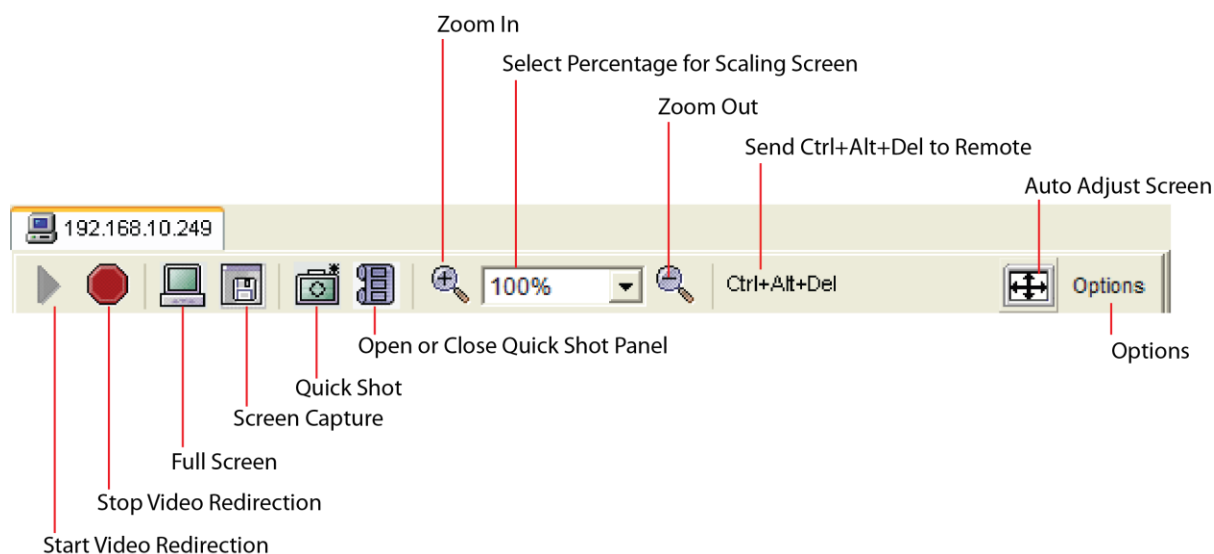 Zoom In
Select Percentage for Scaling Screen
Zoom Out
Send Ctrl+Alt+Del to Remote
Auto Adjust Screen
192.168.10.249
100%
Ctrl+Alt+Del
Options
Open or Close Quick Shot Panel
Options
Quick Shot
Screen Capture
Full Screen
Stop Video Redirection
Start Video Redirection